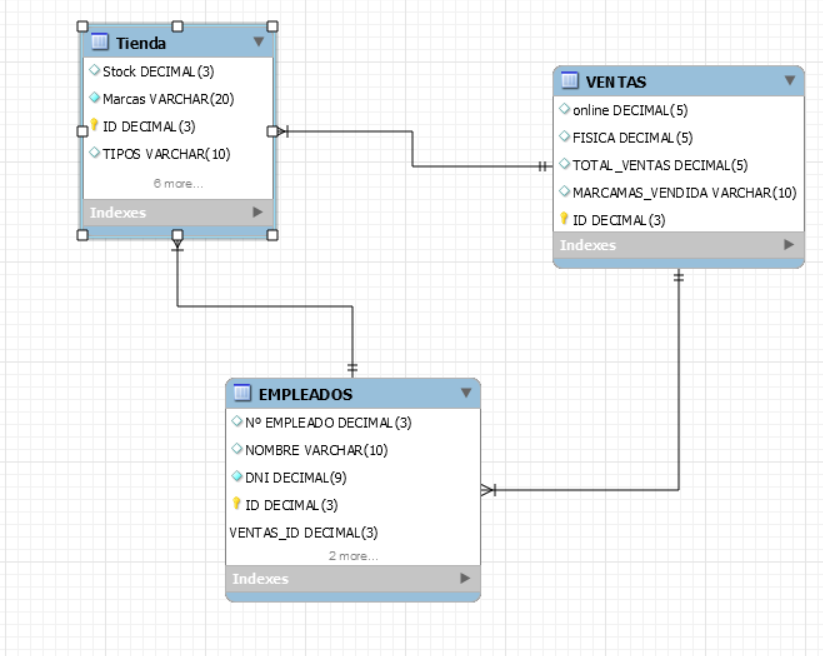 Tienda
Stock DECIMAL(3)
Marcas VARCHAR(20)
ID DECIMAL(3)
TIPOS VARCHAR(10)
6 more...
Indexes
VENTAS
online DECIMAL(5)
FISICA DECIMAL(5)
TOTAL_VENTAS DECIMAL(5)
MARCAMAS_VENDIDA VARCHAR(10)
ID DECIMAL(3)
Indexes
EMPLEADOS
Nº EMPLEADO DECIMAL(3)
NOMBRE VARCHAR(10)
DNI DECIMAL(9)
ID DECIMAL(3)
VENTAS_ID DECIMAL(3)
2 more...
Indexes